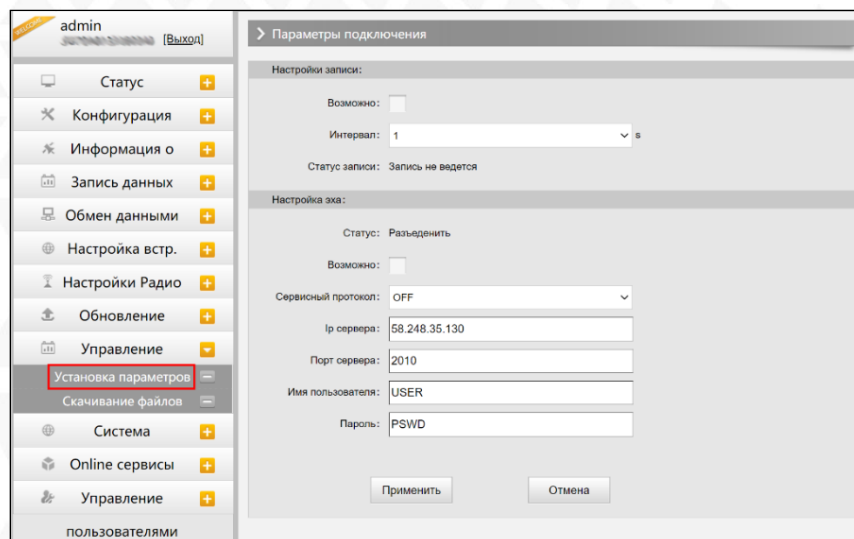 WELCOME
admin
[Выход]
Статус
Конфигурация
Информация о
Запись данных
Обмен данными
Настройка встр.
Настройки Радио
Обновление
Управление
Установка параметров
Скачивание файлов
Система
Online сервисы
Управление
пользователями
Параметры подключения
Настройки записи:
Возможно:
Интервал: 1 s
Статус записи: Запись не ведется
Настройка эха:
Статус: Разъеденить
Возможно:
Сервисный протокол: OFF
Ip сервера: 58.248.35.130
Порт сервера: 2010
Имя пользователя: USER
Пароль: PSWD
Применить Отмена